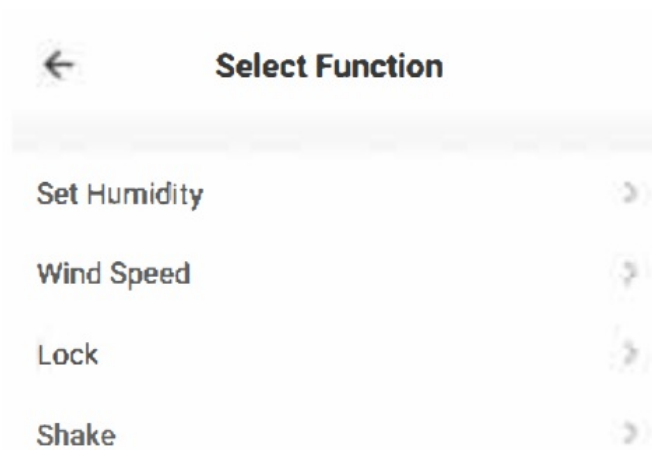 Select Function
Set Humidity
Wind Speed
Lock
Shake